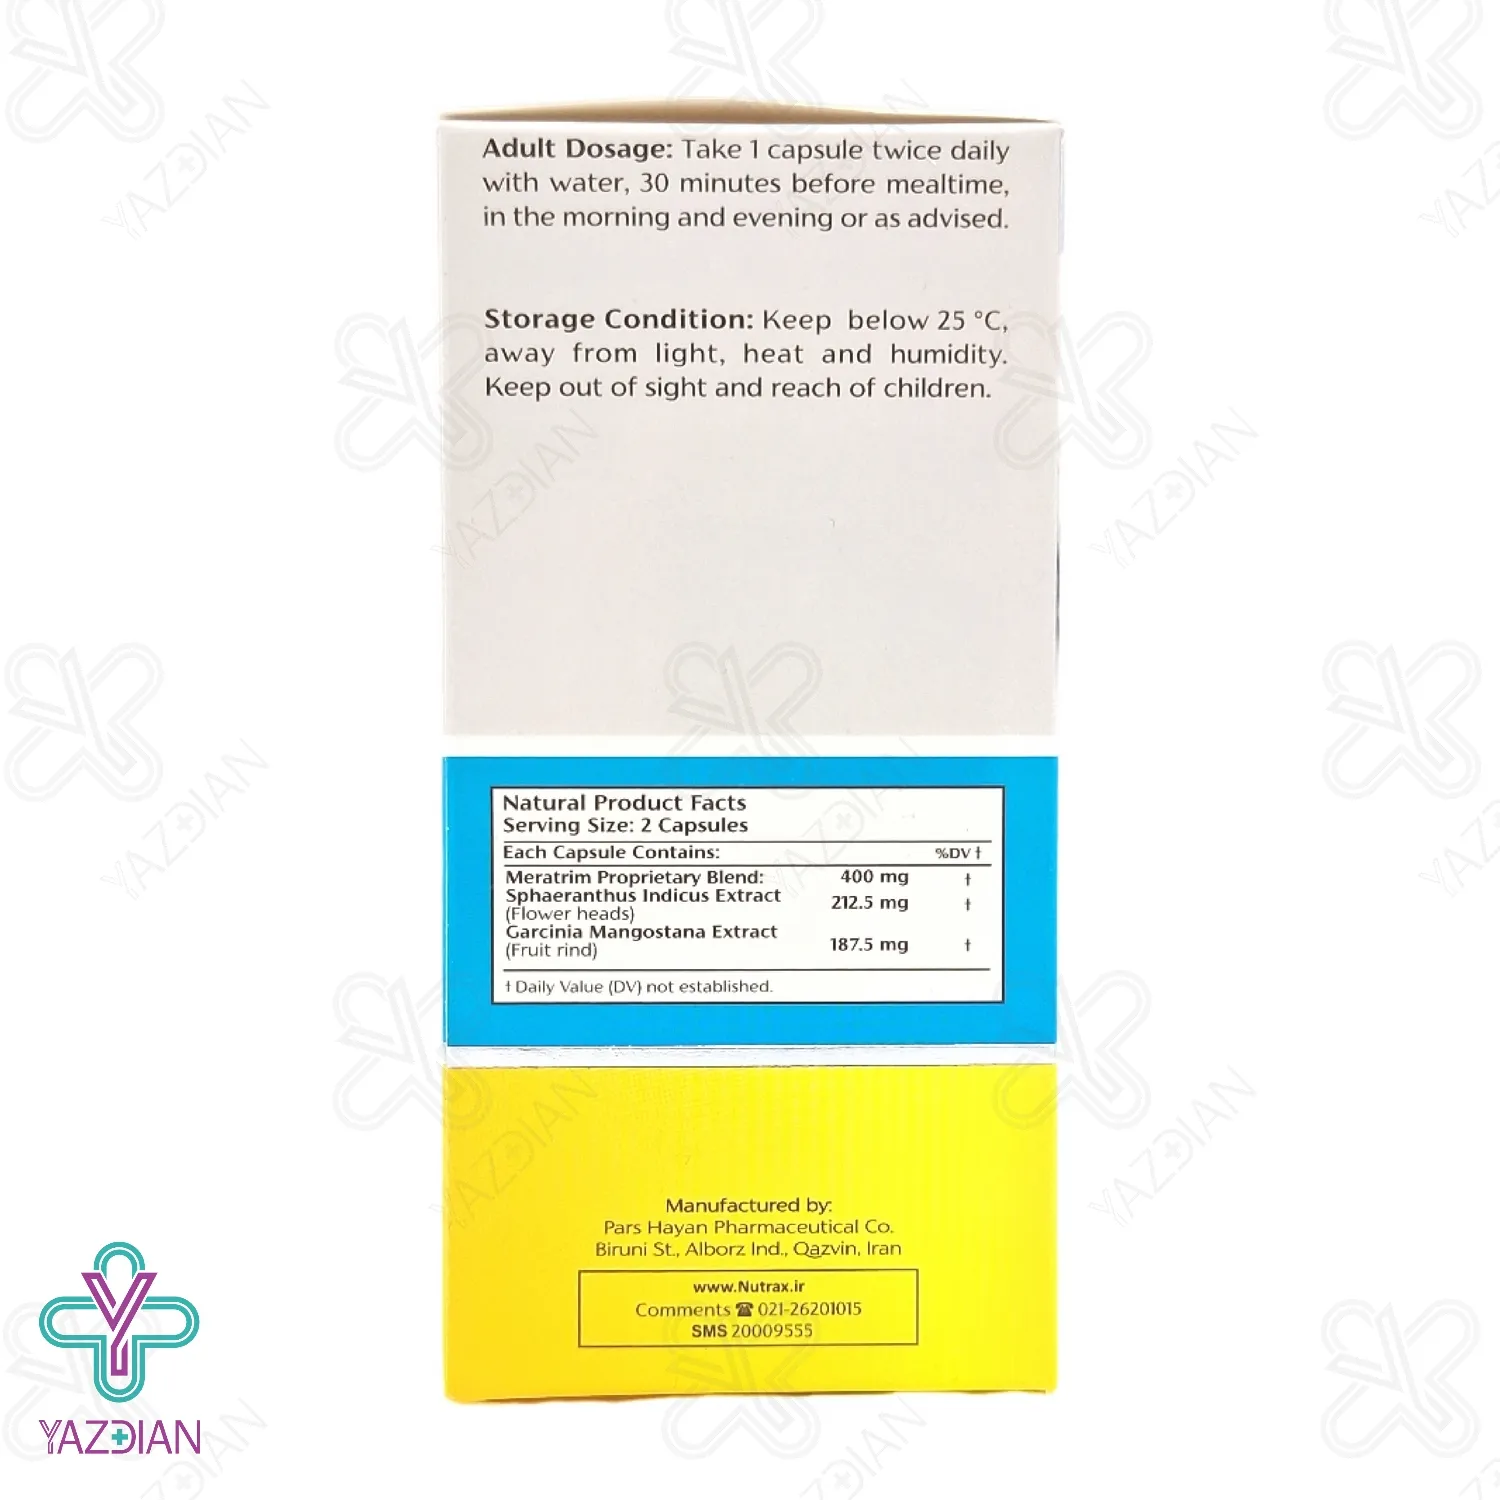 Adult Dosage: Take 1 capsule twice daily
with water, 30 minutes before mealtime,
in the morning and evening or as advised.
Storage Condition: Keep below 25 °C,
away from light, heat and humidity.
Keep out of sight and reach of children.
Natural Product Facts
Serving Size: 2 Capsules
Each Capsule Contains: %DV †
Meratrim Proprietary Blend: 400 mg †
Sphaeranthus Indicus Extract 212.5 mg †
(Flower heads)
Garcinia Mangostana Extract 187.5 mg †
(Fruit rind)
† Daily Value (DV) not established.
Manufactured by:
Pars Hayan Pharmaceutical Co.
Biruni St., Alborz Ind., Qazvin, Iran
www.Nutrax.ir
Comments ☎ 021-26201015
SMS 20009555
YAZDIAN